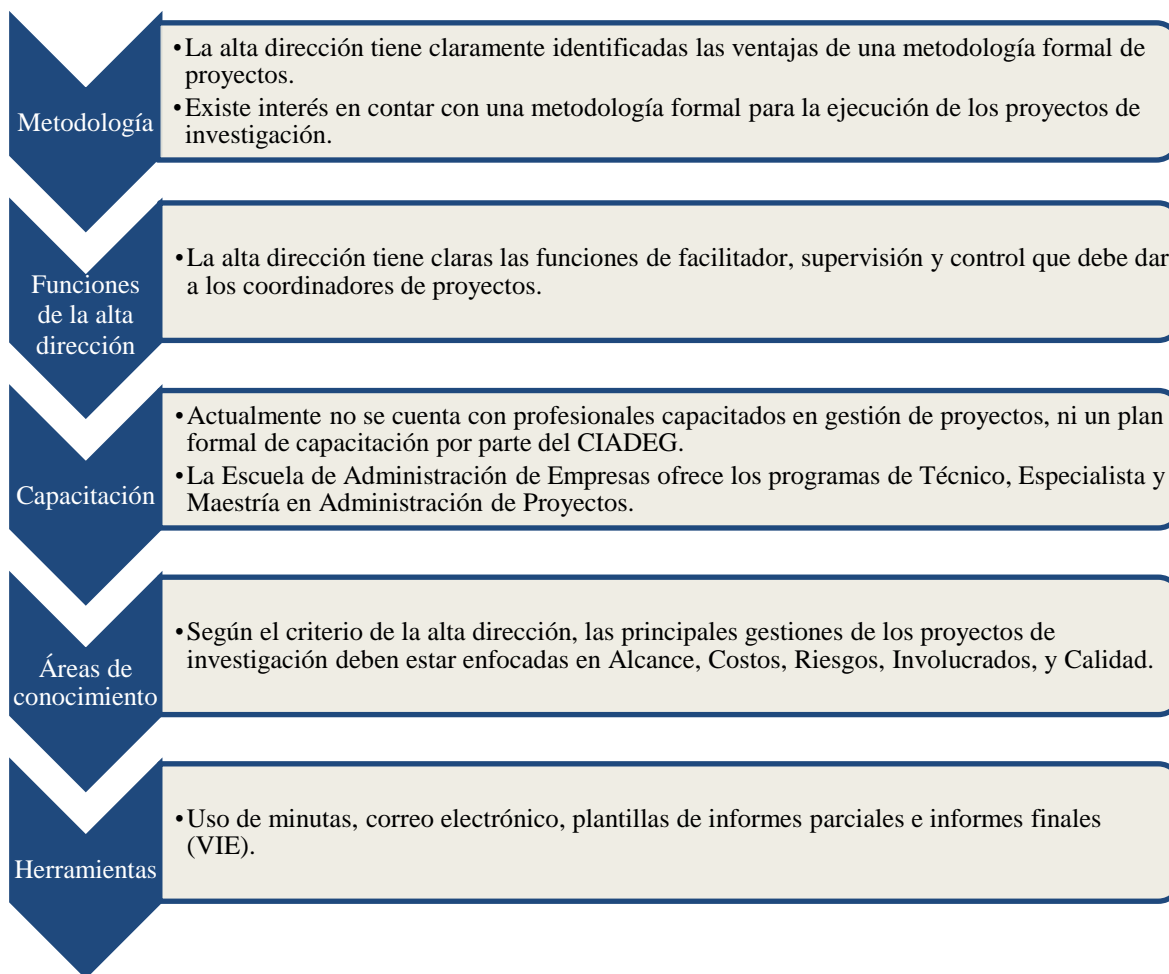 Metodología
•La alta dirección tiene claramente identificadas las ventajas de una metodología formal de
proyectos.
•Existe interés en contar con una metodología formal para la ejecución de los proyectos de
investigación.
Funciones
de la alta
dirección
•La alta dirección tiene claras las funciones de facilitador, supervisión y control que debe dar
a los coordinadores de proyectos.
Capacitación
•Actualmente no se cuenta con profesionales capacitados en gestión de proyectos, ni un plan
formal de capacitación por parte del CIADEG.
•La Escuela de Administración de Empresas ofrece los programas de Técnico, Especialista y
Maestría en Administración de Proyectos.
Áreas de
conocimiento
•Según el criterio de la alta dirección, las principales gestiones de los proyectos de
investigación deben estar enfocadas en Alcance, Costos, Riesgos, Involucrados, y Calidad.
Herramientas
•Uso de minutas, correo electrónico, plantillas de informes parciales e informes finales
(VIE).